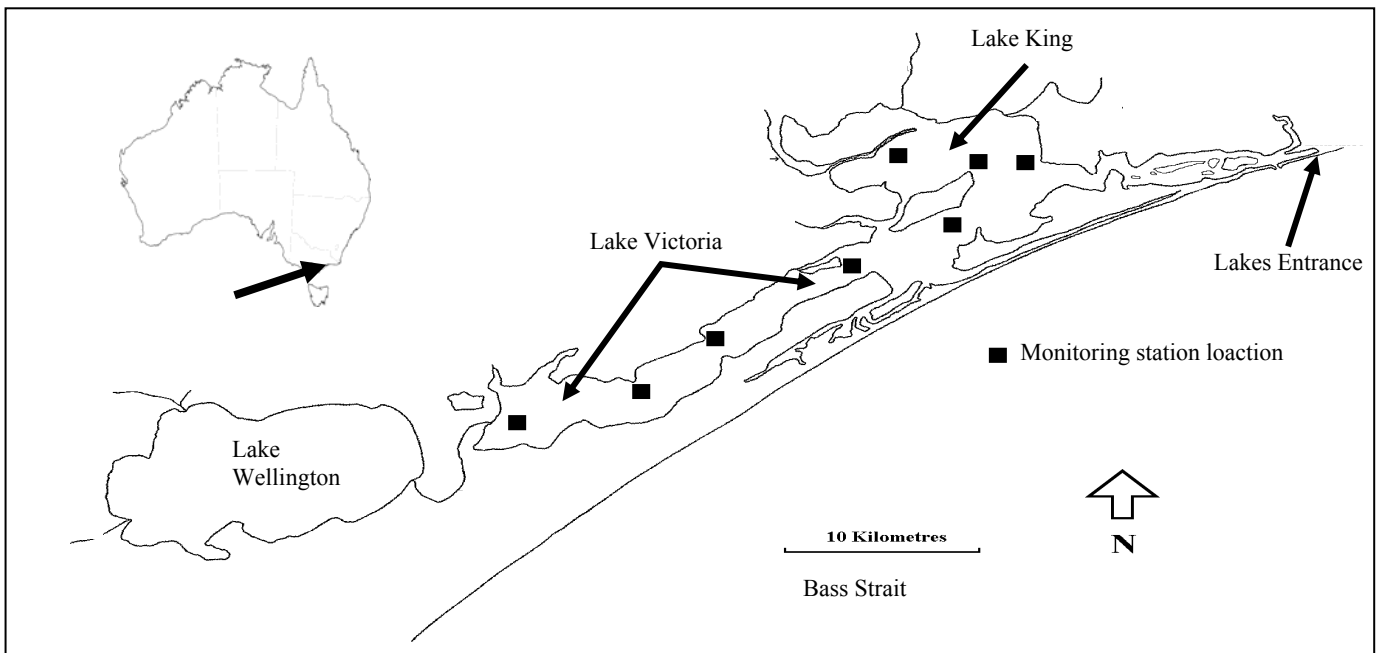 Lake King
Lake Victoria
Lakes Entrance
Monitoring station loaction
Lake
Wellington
10 Kilometres
N
Bass Strait